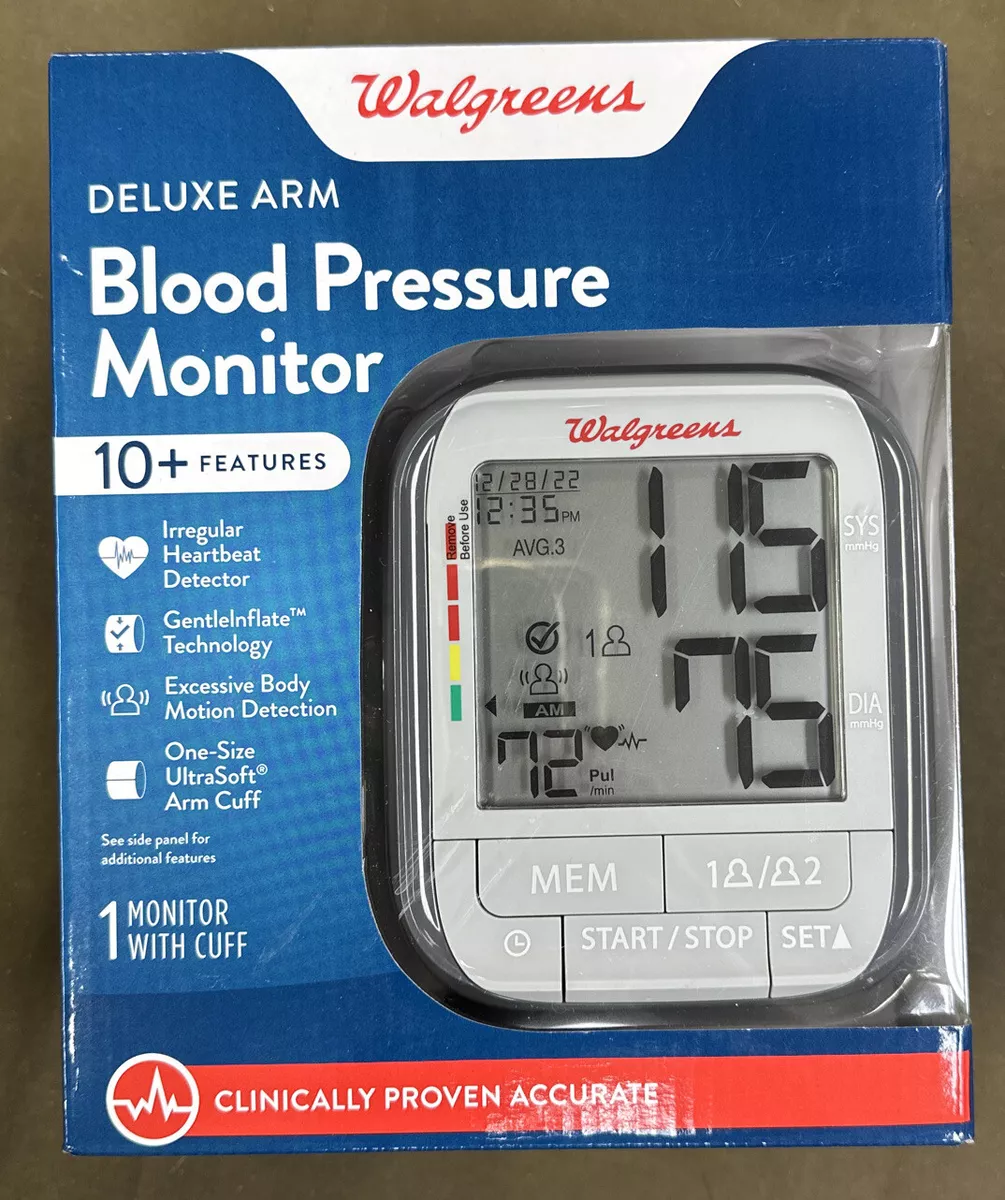 Walgreens
DELUXE ARM
Blood Pressure
Monitor
10+ FEATURES
Irregular
Heartbeat
Detector
GentleInflate™
Technology
Excessive Body
Motion Detection
One-Size
UltraSoft®
Arm Cuff
See side panel for
additional features
1 MONITOR
WITH CUFF
Walgreens
Remove
Before Use
12/28/22
12:35 PM
AVG.3
115
SYS
mmHg
1
75
DIA
mmHg
AM
72
Pul
/min
MEM
1/2
START/STOP
SET
CLINICALLY PROVEN ACCURATE